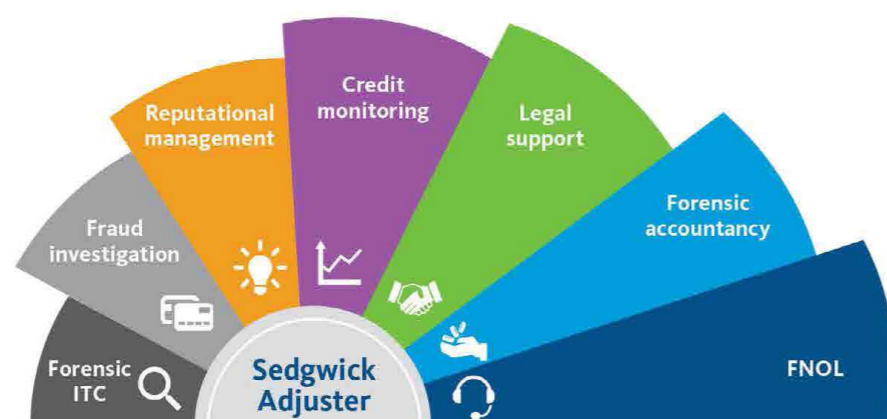 Credit
monitoring
Reputational
management
Legal
support
Forensic
accountancy
Fraud
investigation
Forensic
ITC
Sedgwick
Adjuster
FNOL